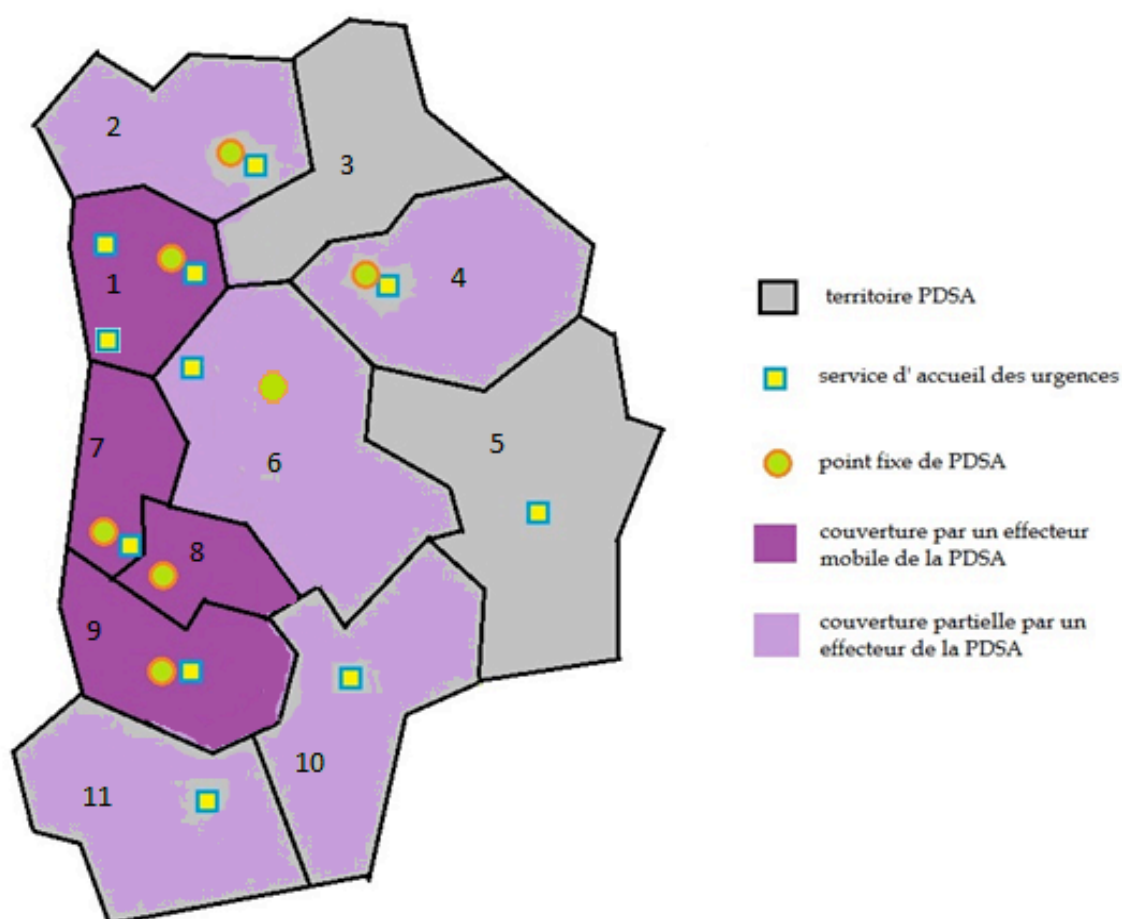 2
3
1
4
territoire PDSA
service d' accueil des urgences
5
7
6
point fixe de PDSA
8
couverture par un effecteur
mobile de la PDSA
9
couverture partielle par un
effecteur de la PDSA
10
11